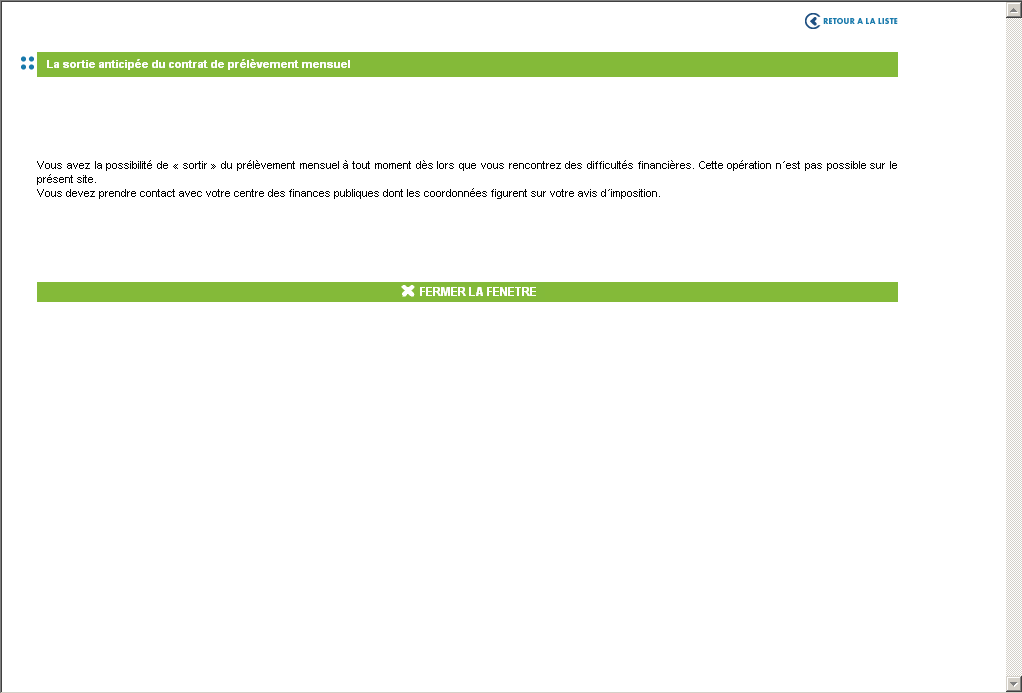 RETOUR A LA LISTE
La sortie anticipée du contrat de prélèvement mensuel
Vous avez la possibilité de « sortir » du prélèvement mensuel à tout moment dès lors que vous rencontrez des difficultés financières. Cette opération n´est pas possible sur le
présent site.
Vous devez prendre contact avec votre centre des finances publiques dont les coordonnées figurent sur votre avis d´imposition.
FERMER LA FENETRE